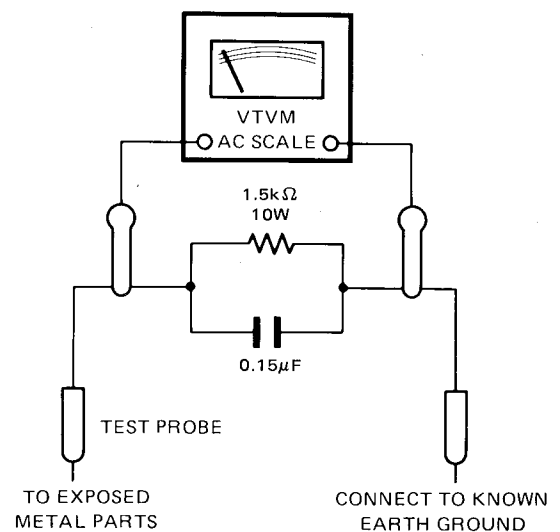 VTVM
AC SCALE
1.5kΩ
10W
0.15μF
TEST PROBE
TO EXPOSED
METAL PARTS
CONNECT TO KNOWN
EARTH GROUND